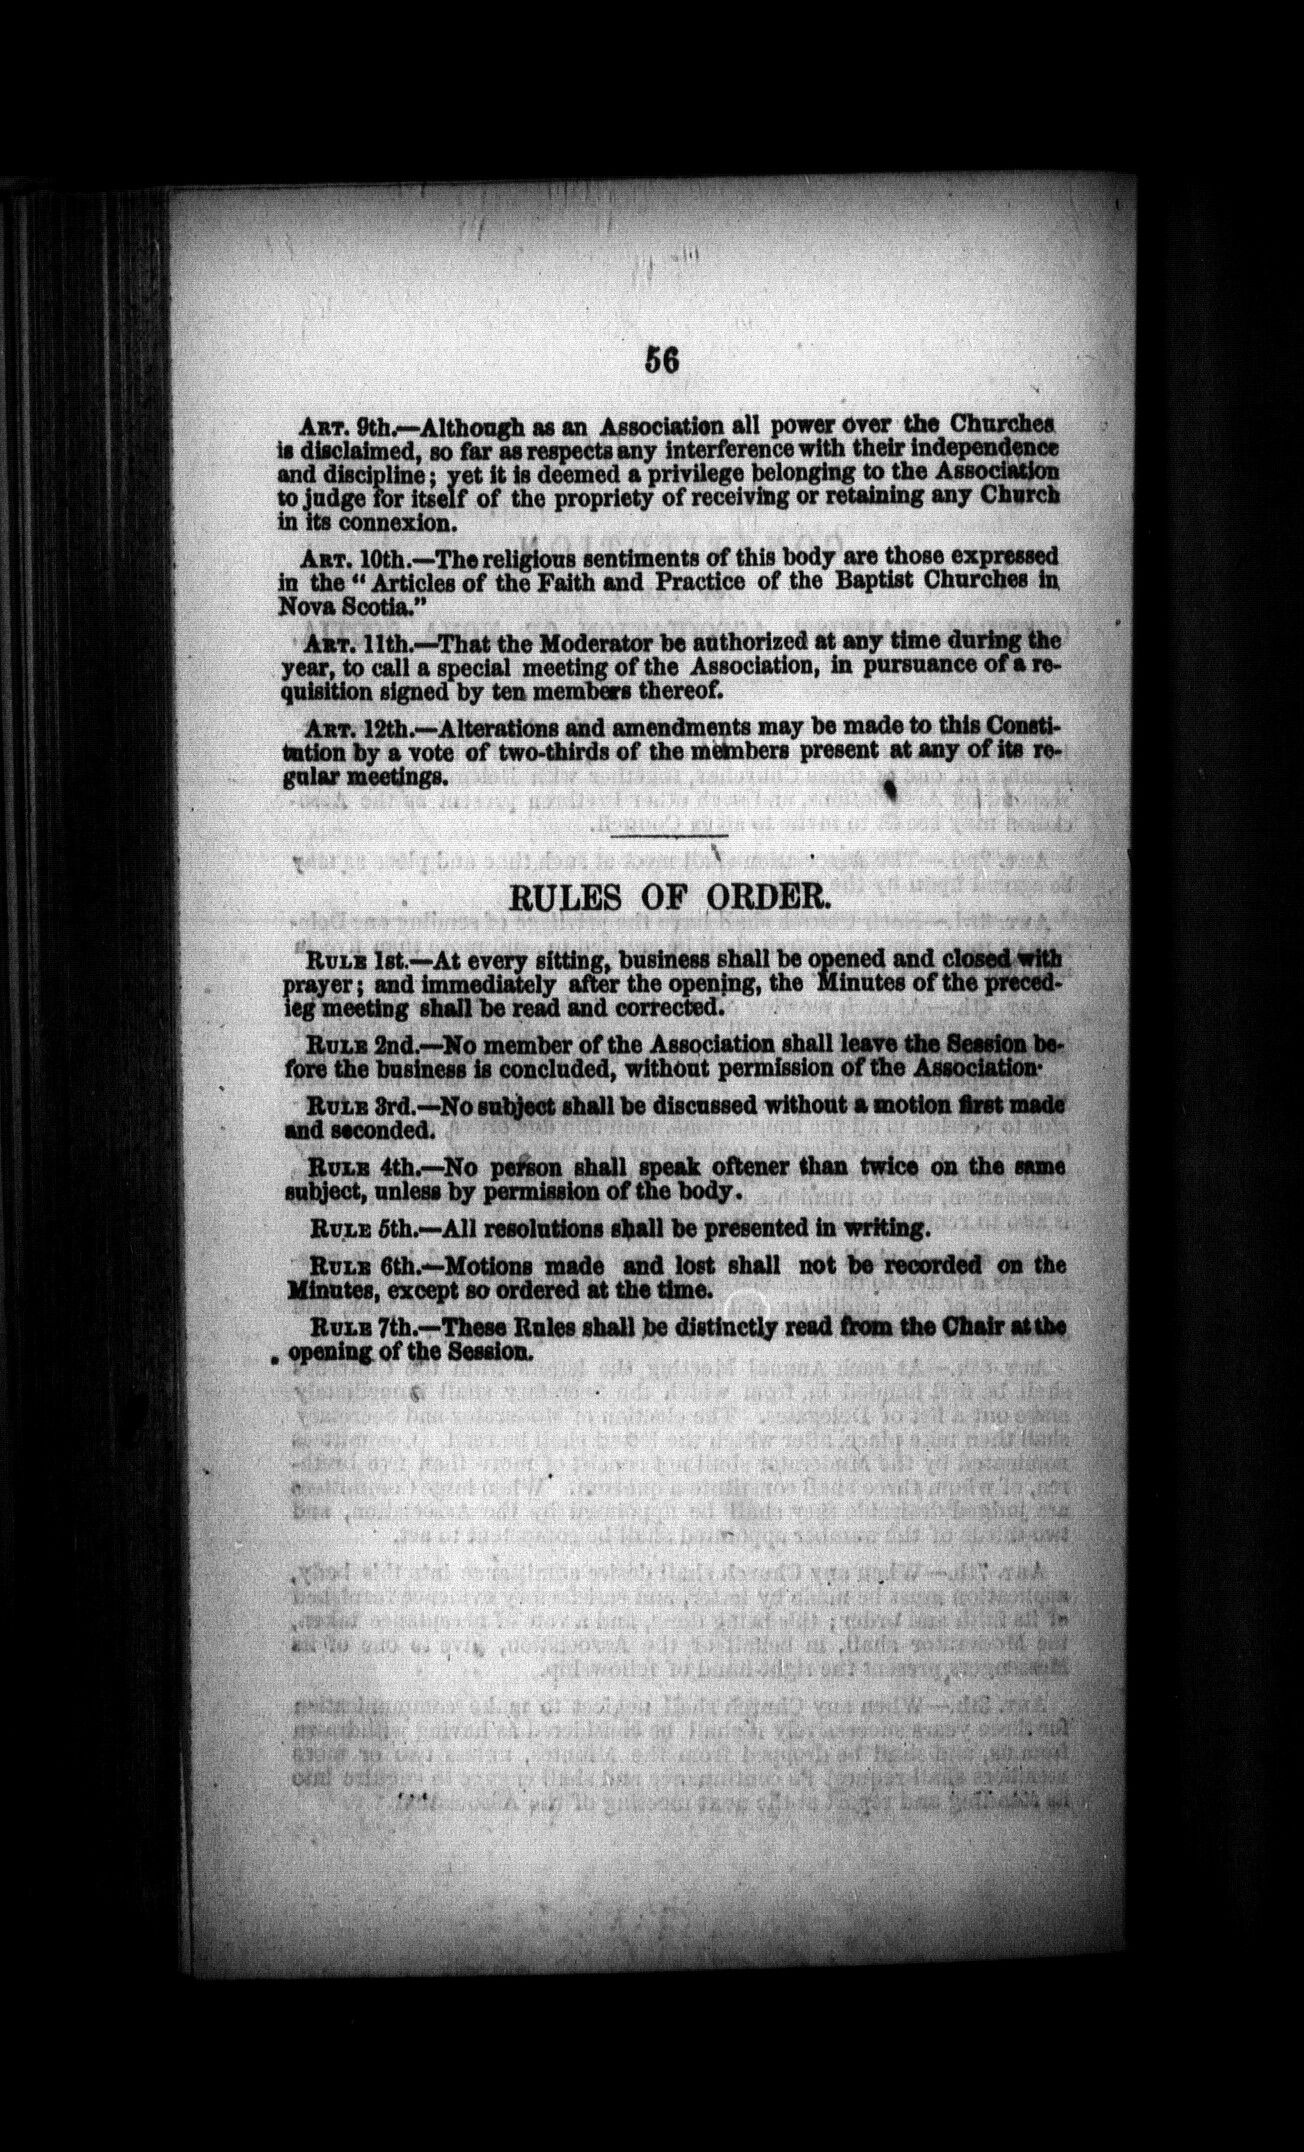 56
ART. 9th.—Although as an Association all power over the Churches
is disclaimed, so far as respects any interference with their independence
and discipline; yet it is deemed a privilege belonging to the Association
to judge for itself of the propriety of receiving or retaining any Church
in its connexion.
ART. 10th.—The religious sentiments of this body are those expressed
in the "Articles of the Faith and Practice of the Baptist Churches in
Nova Scotia."
ART. 11th.—That the Moderator be authorized at any time during the
year, to call a special meeting of the Association, in pursuance of a re-
quisition signed by ten members thereof.
ART. 12th.—Alterations and amendments may be made to this Consti-
tution by a vote of two-thirds of the members present at any of its re-
gular meetings.
RULES OF ORDER.
RULE 1st.—At every sitting, business shall be opened and closed with
prayer; and immediately after the opening, the Minutes of the preced-
ieg meeting shall be read and corrected.
RULE 2nd.—No member of the Association shall leave the Session be-
fore the business is concluded, without permission of the Association·
RULE 3rd.—No subject shall be discussed without a motion first made
and seconded.
RULE 4th.—No person shall speak oftener than twice on the same
subject, unless by permission of the body.
RULE 5th.—All resolutions shall be presented in writing.
RULE 6th.—Motions made and lost shall not be recorded on the
Minutes, except so ordered at the time.
RULE 7th.—These Rules shall be distinctly read from the Chair at the
opening of the Session.